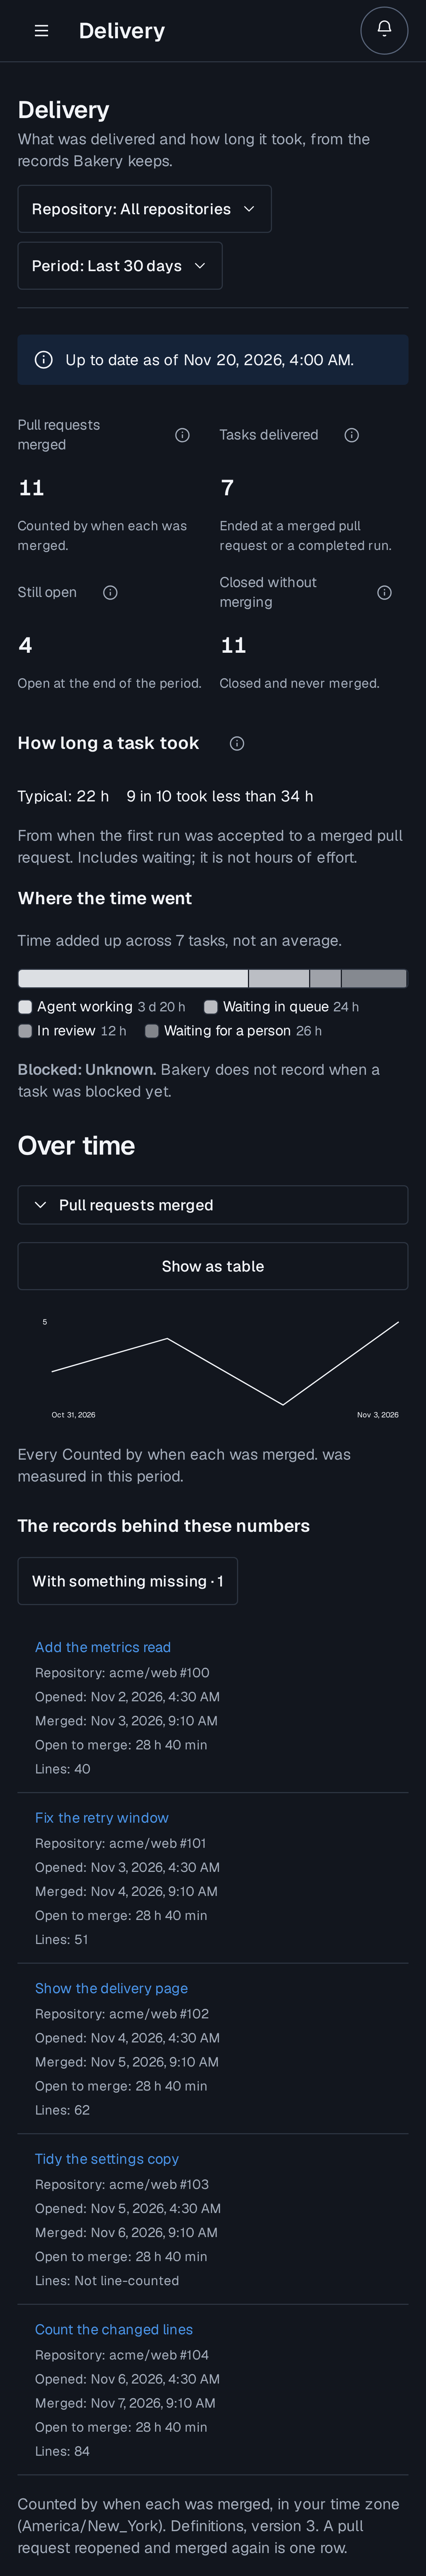 Delivery
Delivery
What was delivered and how long it took, from the
records Bakery keeps.
Repository: All repositories
Period: Last 30 days
Up to date as of Nov 20, 2026, 4:00 AM.
Pull requests
merged
Tasks delivered
11
7
Counted by when each was
merged.
Ended at a merged pull
request or a completed run.
Still open
Closed without
merging
4
11
Open at the end of the period.
Closed and never merged.
How long a task took
Typical: 22 h 9 in 10 took less than 34 h
From when the first run was accepted to a merged pull
request. Includes waiting; it is not hours of effort.
Where the time went
Time added up across 7 tasks, not an average.
Agent working 3 d 20 h Waiting in queue 24 h
In review 12 h Waiting for a person 26 h
Blocked: Unknown. Bakery does not record when a
task was blocked yet.
Over time
Pull requests merged
Show as table
5
Oct 31, 2026 Nov 3, 2026
Every Counted by when each was merged. was
measured in this period.
The records behind these numbers
With something missing · 1
Add the metrics read
Repository: acme/web #100
Opened: Nov 2, 2026, 4:30 AM
Merged: Nov 3, 2026, 9:10 AM
Open to merge: 28 h 40 min
Lines: 40
Fix the retry window
Repository: acme/web #101
Opened: Nov 3, 2026, 4:30 AM
Merged: Nov 4, 2026, 9:10 AM
Open to merge: 28 h 40 min
Lines: 51
Show the delivery page
Repository: acme/web #102
Opened: Nov 4, 2026, 4:30 AM
Merged: Nov 5, 2026, 9:10 AM
Open to merge: 28 h 40 min
Lines: 62
Tidy the settings copy
Repository: acme/web #103
Opened: Nov 5, 2026, 4:30 AM
Merged: Nov 6, 2026, 9:10 AM
Open to merge: 28 h 40 min
Lines: Not line-counted
Count the changed lines
Repository: acme/web #104
Opened: Nov 6, 2026, 4:30 AM
Merged: Nov 7, 2026, 9:10 AM
Open to merge: 28 h 40 min
Lines: 84
Counted by when each was merged, in your time zone
(America/New_York). Definitions, version 3. A pull
request reopened and merged again is one row.